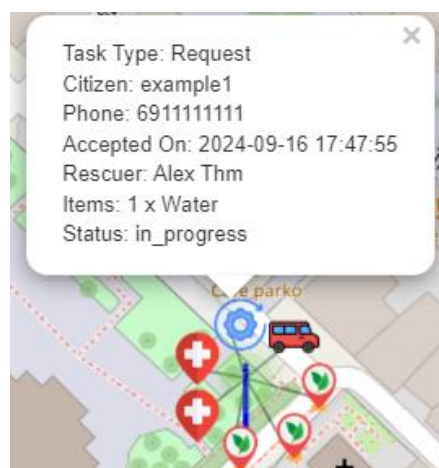 Task Type: Request
Citizen: example1
Phone: 6911111111
Accepted On: 2024-09-16 17:47:55
Rescuer: Alex Thm
Items: 1 x Water
Status: in_progress
parko